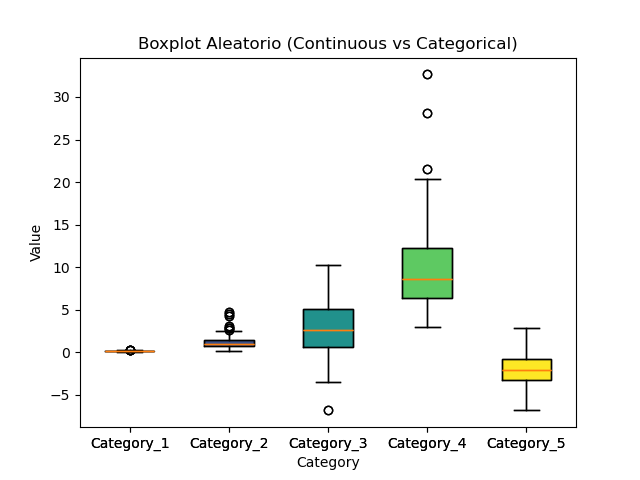 Boxplot Aleatorio (Continuous vs Categorical)
30
25
20
15
10
5
0
−5
Value
Category_1 Category_2 Category_3 Category_4 Category_5
Category